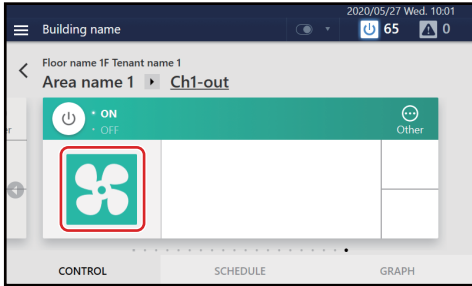 2020/05/27 Wed. 10:01
Building name
65
0
Floor name 1F Tenant name 1
Area name 1 Ch1-out
ON
OFF
Other
CONTROL
SCHEDULE
GRAPH